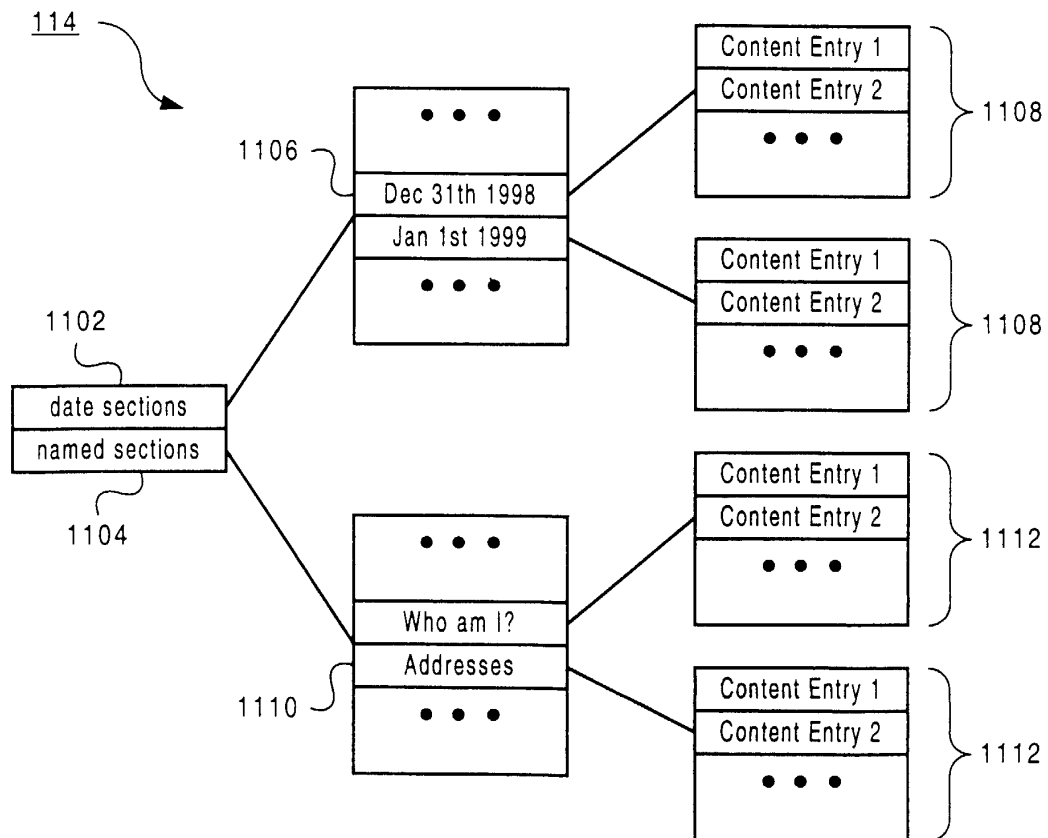 114
Content Entry 1
Content Entry 2
1108
1106
Dec 31th 1998
Jan 1st 1999
Content Entry 1
Content Entry 2
1108
1102
date sections
named sections
1104
Content Entry 1
Content Entry 2
1112
Who am I?
Addresses
1110
Content Entry 1
Content Entry 2
1112